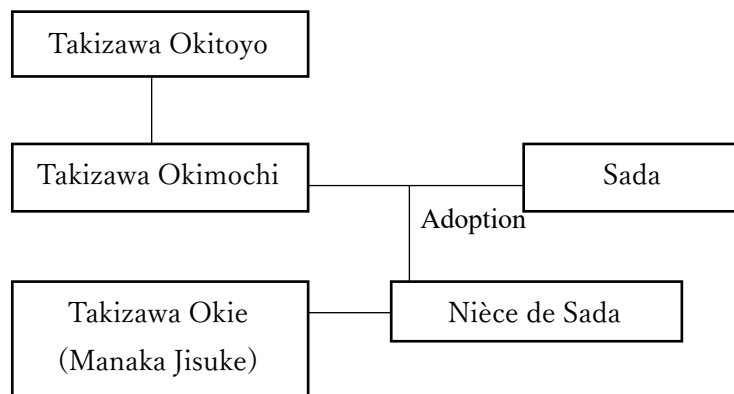 Takizawa Okitoyo
Takizawa Okimochi
Sada
Adoption
Takizawa Okie
(Manaka Jisuke)
Nièce de Sada